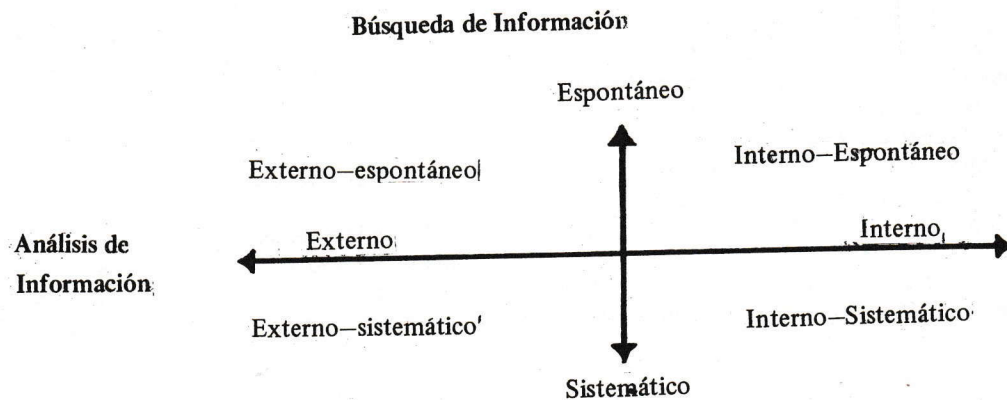 Búsqueda de Información
Espontáneo
Externo—espontáneo
Interno—Espontáneo
Análisis de
Información
Externo
Interno
Externo—sistemático
Interno—Sistemático
Sistemático